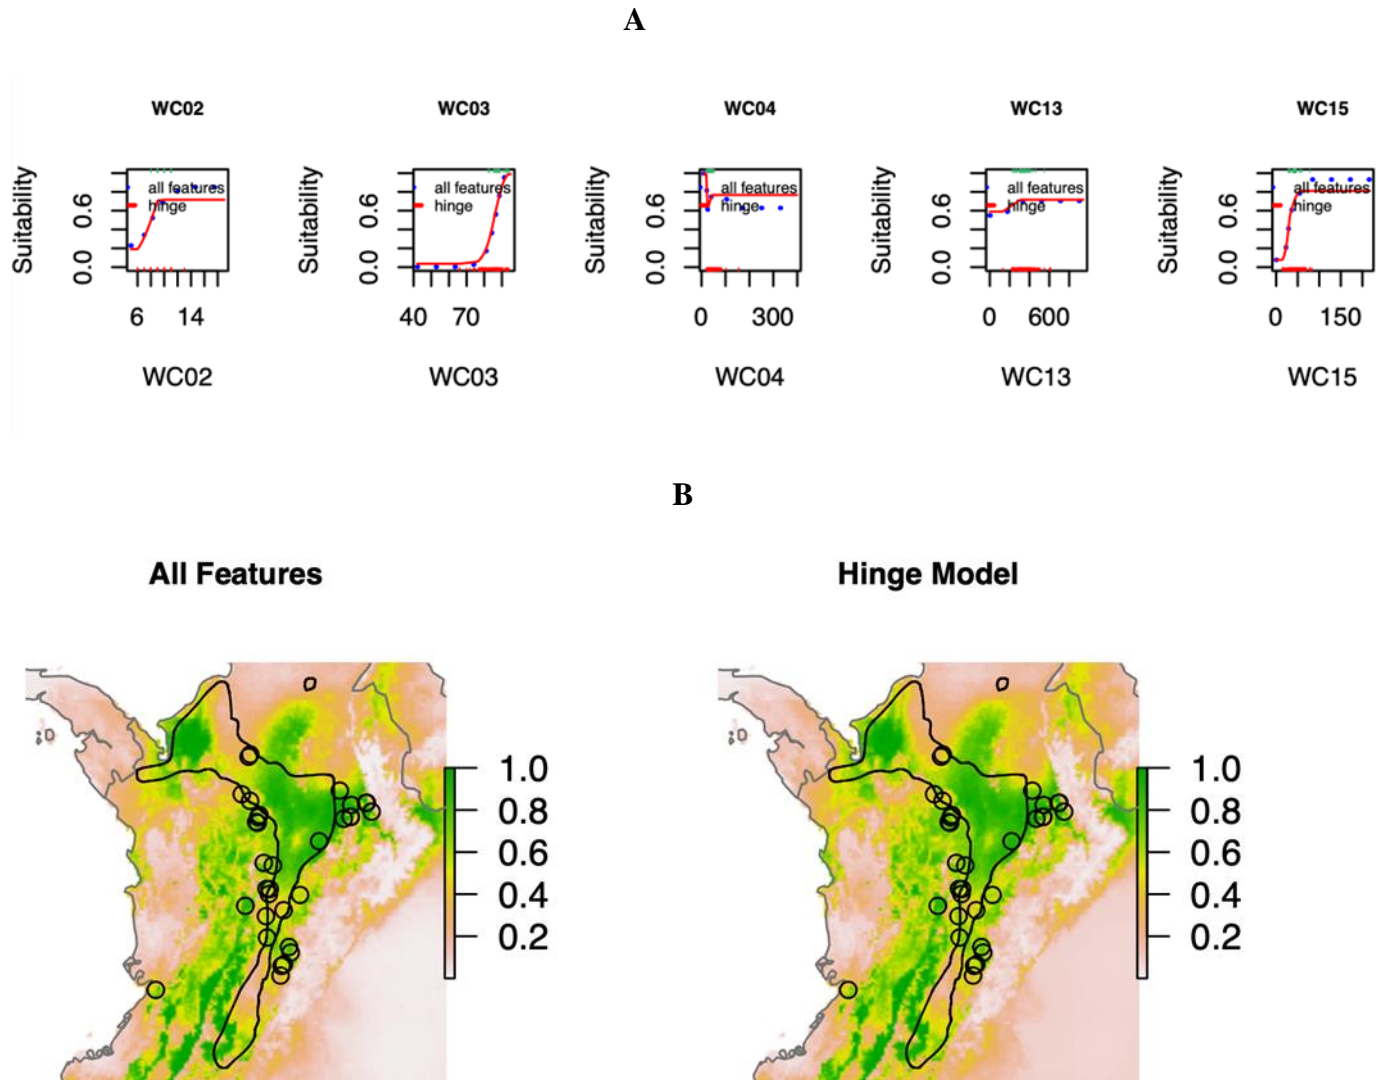 A
WC02
WC03
WC04
WC13
WC15
Suitability
0.0 0.6
all features
hinge
6 14
WC02
Suitability
0.0 0.6
all features
hinge
40 70
WC03
Suitability
0.0 0.6
all features
hinge
0 300
WC04
Suitability
0.0 0.6
all features
hinge
0 600
WC13
Suitability
0.0 0.6
all features
hinge
0 150
WC15
B
All Features
1.0
0.8
0.6
0.4
0.2
Hinge Model
1.0
0.8
0.6
0.4
0.2